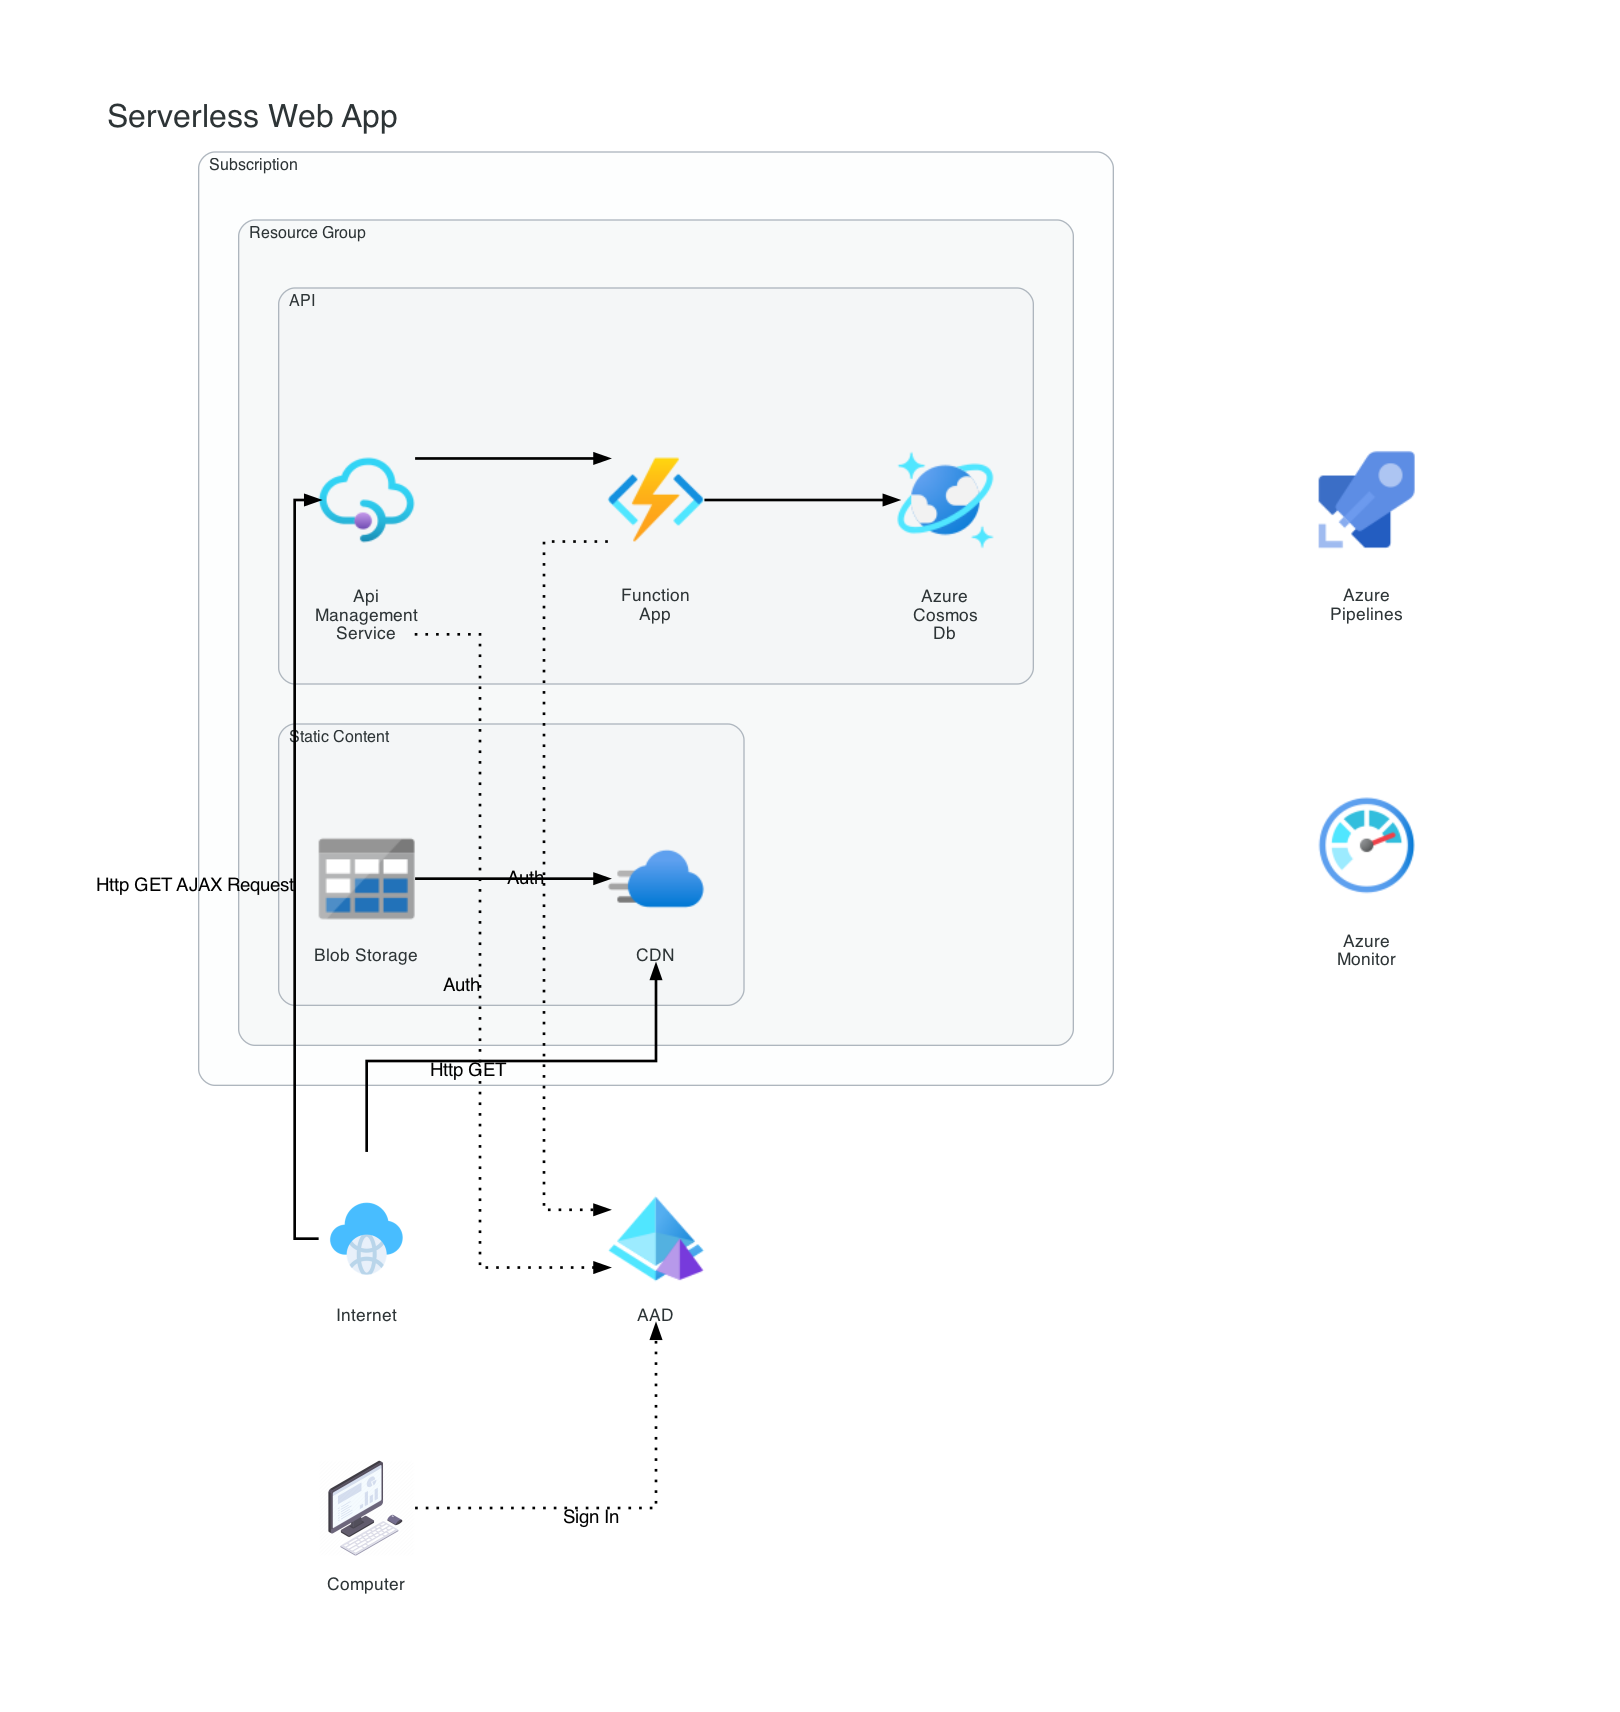 Serverless Web App
Subscription
Resource Group
API
Api
Management
Service
Function
App
Azure
Cosmos
Db
Azure
Pipelines
Static Content
Http GET AJAX Request
Auth
Blob Storage
CDN
Azure
Monitor
Auth
Http GET
Internet
AAD
Sign In
Computer